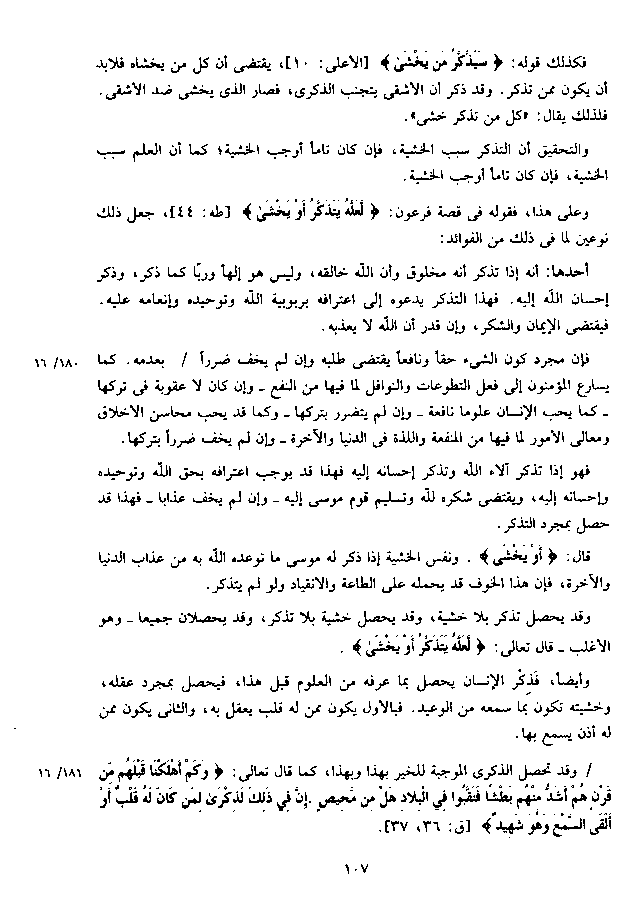 فكذلك قوله: ﴿ سَيَذَّكَّرُ مَن يَخْشَىٰ ﴾ [الأعلى: ١٠]، يقتضى أن كل من يخشاه فلابد
أن يكون ممن تذكر. وقد ذكر أن الأشقى يتجنب الذكرى، فصار الذى يخشى ضد الأشقى.
فلذلك يقال: «كل من تذكر خشى».
والتحقيق أن التذكر سبب الخشية، فإن كان تاماً أوجب الخشية؛ كما أن العلم سبب
الخشية، فإن كان تاماً أوجب الخشية.
وعلى هذا، فقوله فى قصة فرعون: ﴿ لَعَلَّهُ يَتَذَكَّرُ أَوْ يَخْشَىٰ ﴾ [طه: ٤٤]، جعل ذلك
نوعين لما فى ذلك من الفوائد:
أحدها: أنه إذا تذكر أنه مخلوق وأن الله خالقه، وليس هو إلهاً وربًا كما ذكر، وذكر
إحسان الله إليه. فهذا التذكر يدعوه إلى اعترافه بربوبية الله وتوحيده وإنعامه عليه.
فيقتضى الإيمان والشكر، وإن قدر أن الله لا يعذبه.
فإن مجرد كون الشىء حقاً ونافعاً يقتضى طلبه وإن لم يخف ضرراً / بعدمه. كما ١٦/١٨٠
يسارع المؤمنون إلى فعل التطوعات والنوافل لما فيها من النفع ـ وإن كان لا عقوبة فى تركها
ـ كما يحب الإنسان علوما نافعة ـ وإن لم يتضرر بتركها ـ وكما قد يحب محاسن الأخلاق
ومعالى الأمور لما فيها من المنفعة واللذة فى الدنيا والآخرة ـ وإن لم يخف ضرراً بتركها.
فهو إذا تذكر آلاء الله وتذكر إحسانه إليه فهذا قد يوجب اعترافه بحق الله وتوحيده
وإحسانه إليه، ويقتضى شكره لله وتسليم قوم موسى إليه ـ وإن لم يخف عذابا ـ فهذا قد
حصل بمجرد التذكر.
قال: ﴿ أَوْ يَخْشَىٰ ﴾. ونفس الخشية إذا ذكر له موسى ما توعده الله به من عذاب الدنيا
والآخرة، فإن هذا الخوف قد يحمله على الطاعة والانقياد ولو لم يتذكر.
وقد يحصل تذكر بلا خشية، وقد يحصل خشية بلا تذكر، وقد يحصلان جميعا ـ وهو
الأغلب ـ قال تعالى: ﴿ لَعَلَّهُ يَتَذَكَّرُ أَوْ يَخْشَىٰ ﴾ .
وأيضاً، فَذِكْر الإنسان يحصل بما عرفه من العلوم قبل هذا، فيحصل بمجرد عقله،
وخشيته تكون بما سمعه من الوعيد. فبالأول يكون ممن له قلب يعقل به، والثانى يكون ممن
له أذن يسمع بها.
/ وقد تحصل الذكرى الموجبة للخير بهذا وبهذا، كما قال تعالى: ﴿ وَكَمْ أَهْلَكْنَا قَبْلَهُم مِّن ١٦/١٨١
قَرْنٍ هُمْ أَشَدُّ مِنْهُم بَطْشًا فَنَقَّبُوا فِي الْبِلَادِ هَلْ مِن مَّحِيصٍ . إِنَّ فِي ذَلِكَ لَذِكْرَىٰ لِمَن كَانَ لَهُ قَلْبٌ أَوْ
أَلْقَى السَّمْعَ وَهُوَ شَهِيدٌ ﴾ [ق: ٣٦، ٣٧].
١٠٧